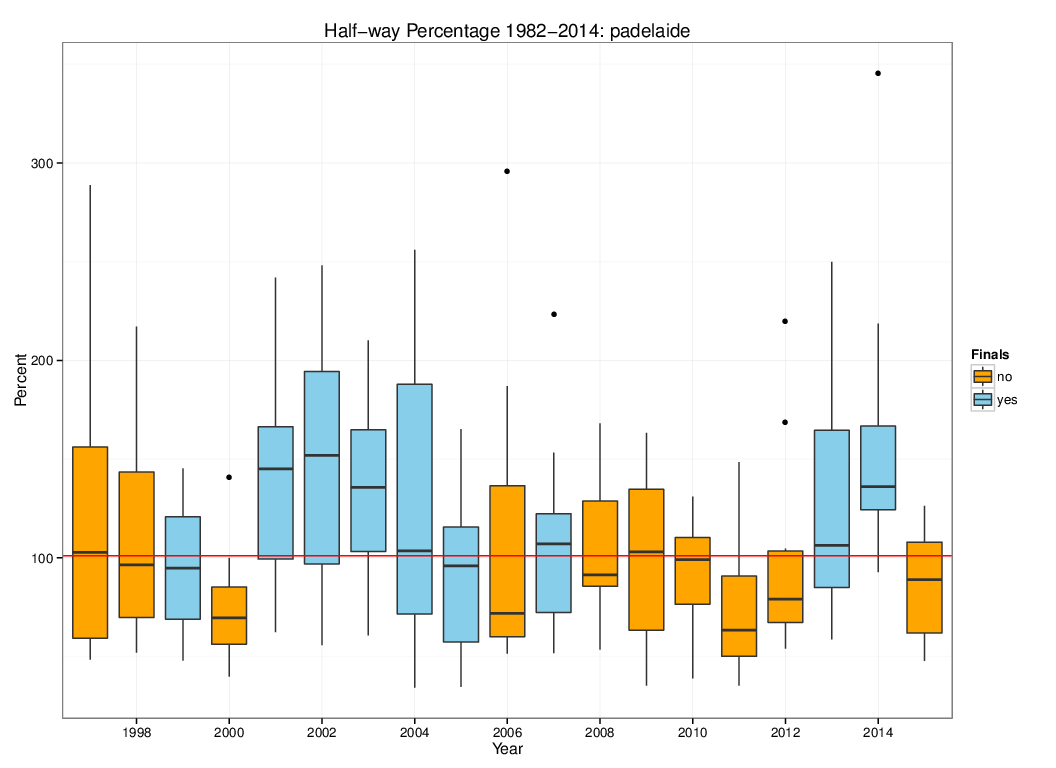 Half−way Percentage 1982−2014: padelaide
300
200
100
Percent
1998 2000 2002 2004 2006 2008 2010 2012 2014
Year
Finals
no
yes